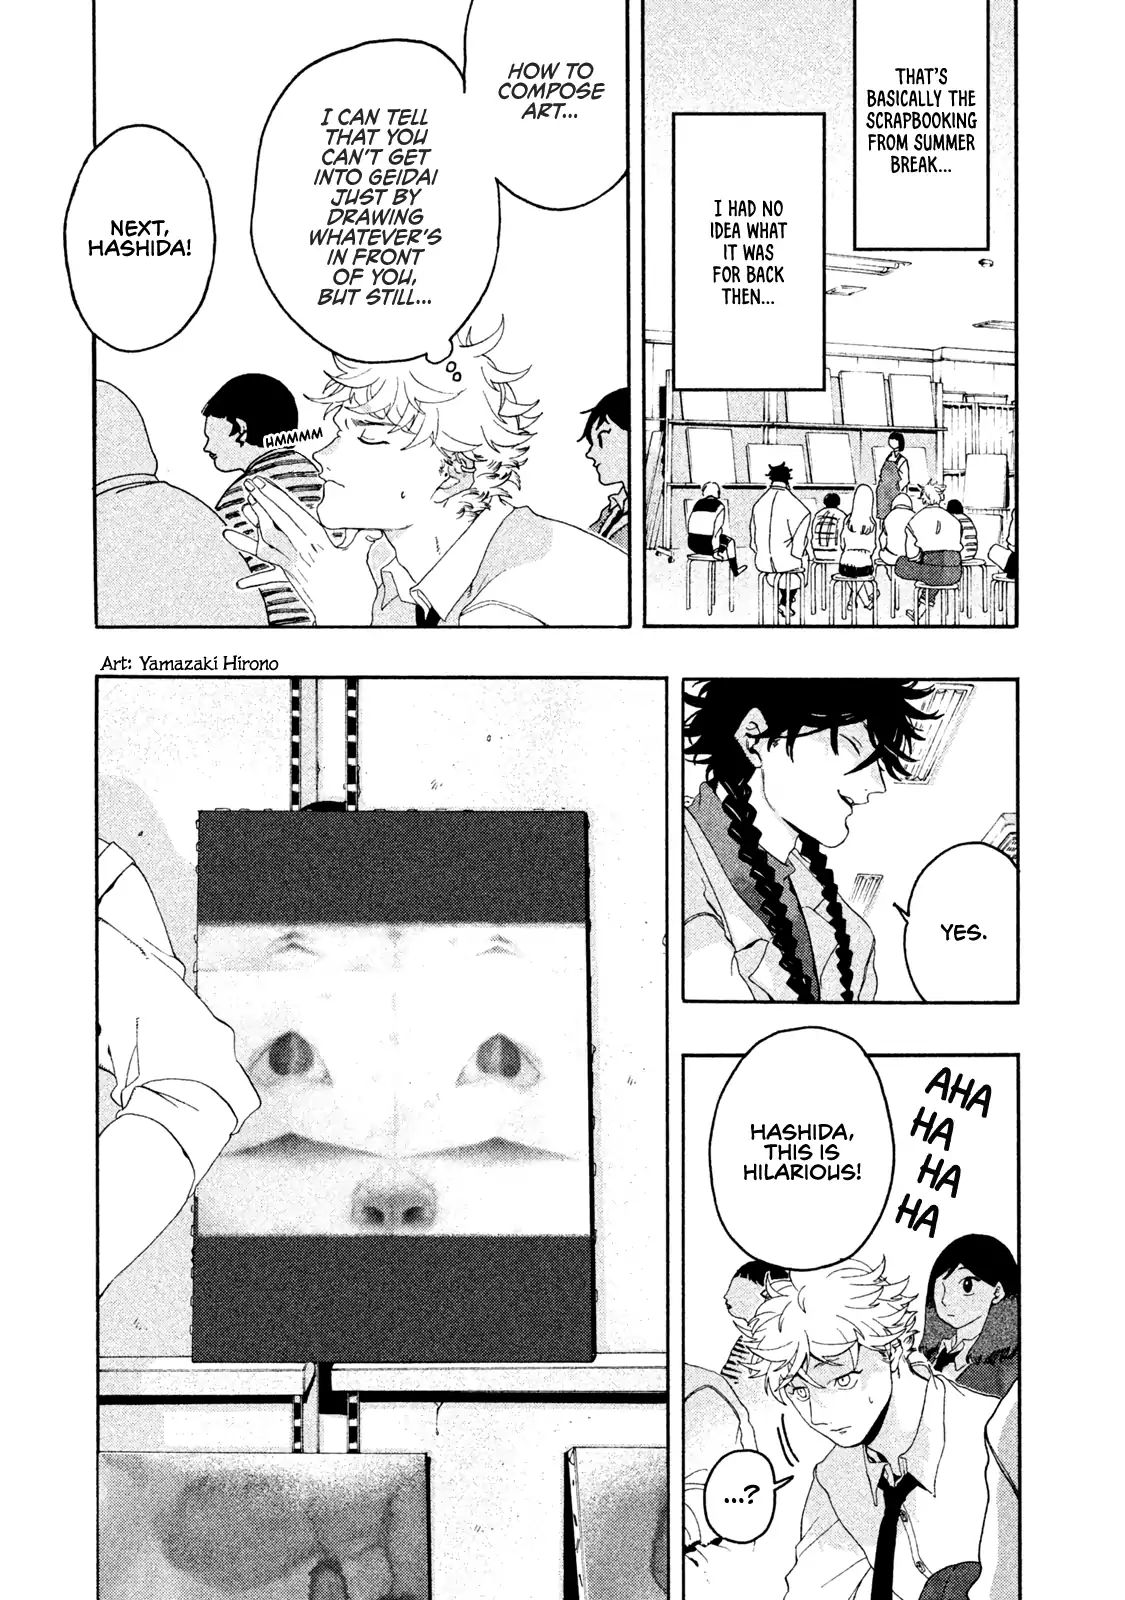 THAT'S
BASICALLY THE
SCRAPBOOKING
FROM SUMMER
BREAK...
I HAD NO
IDEA WHAT
IT WAS
FOR BACK
THEN...
HOW TO
COMPOSE
ART...
I CAN TELL
THAT YOU
CAN'T GET
INTO GEIDAI
JUST BY
DRAWING
WHATEVER'S
IN FRONT
OF YOU,
BUT STILL...
HMMMMM
NEXT,
HASHIDA!
Art: Yamazaki Hirono
YES.
HASHIDA,
THIS IS
HILARIOUS!
AHA
HA
HA
HA
...?